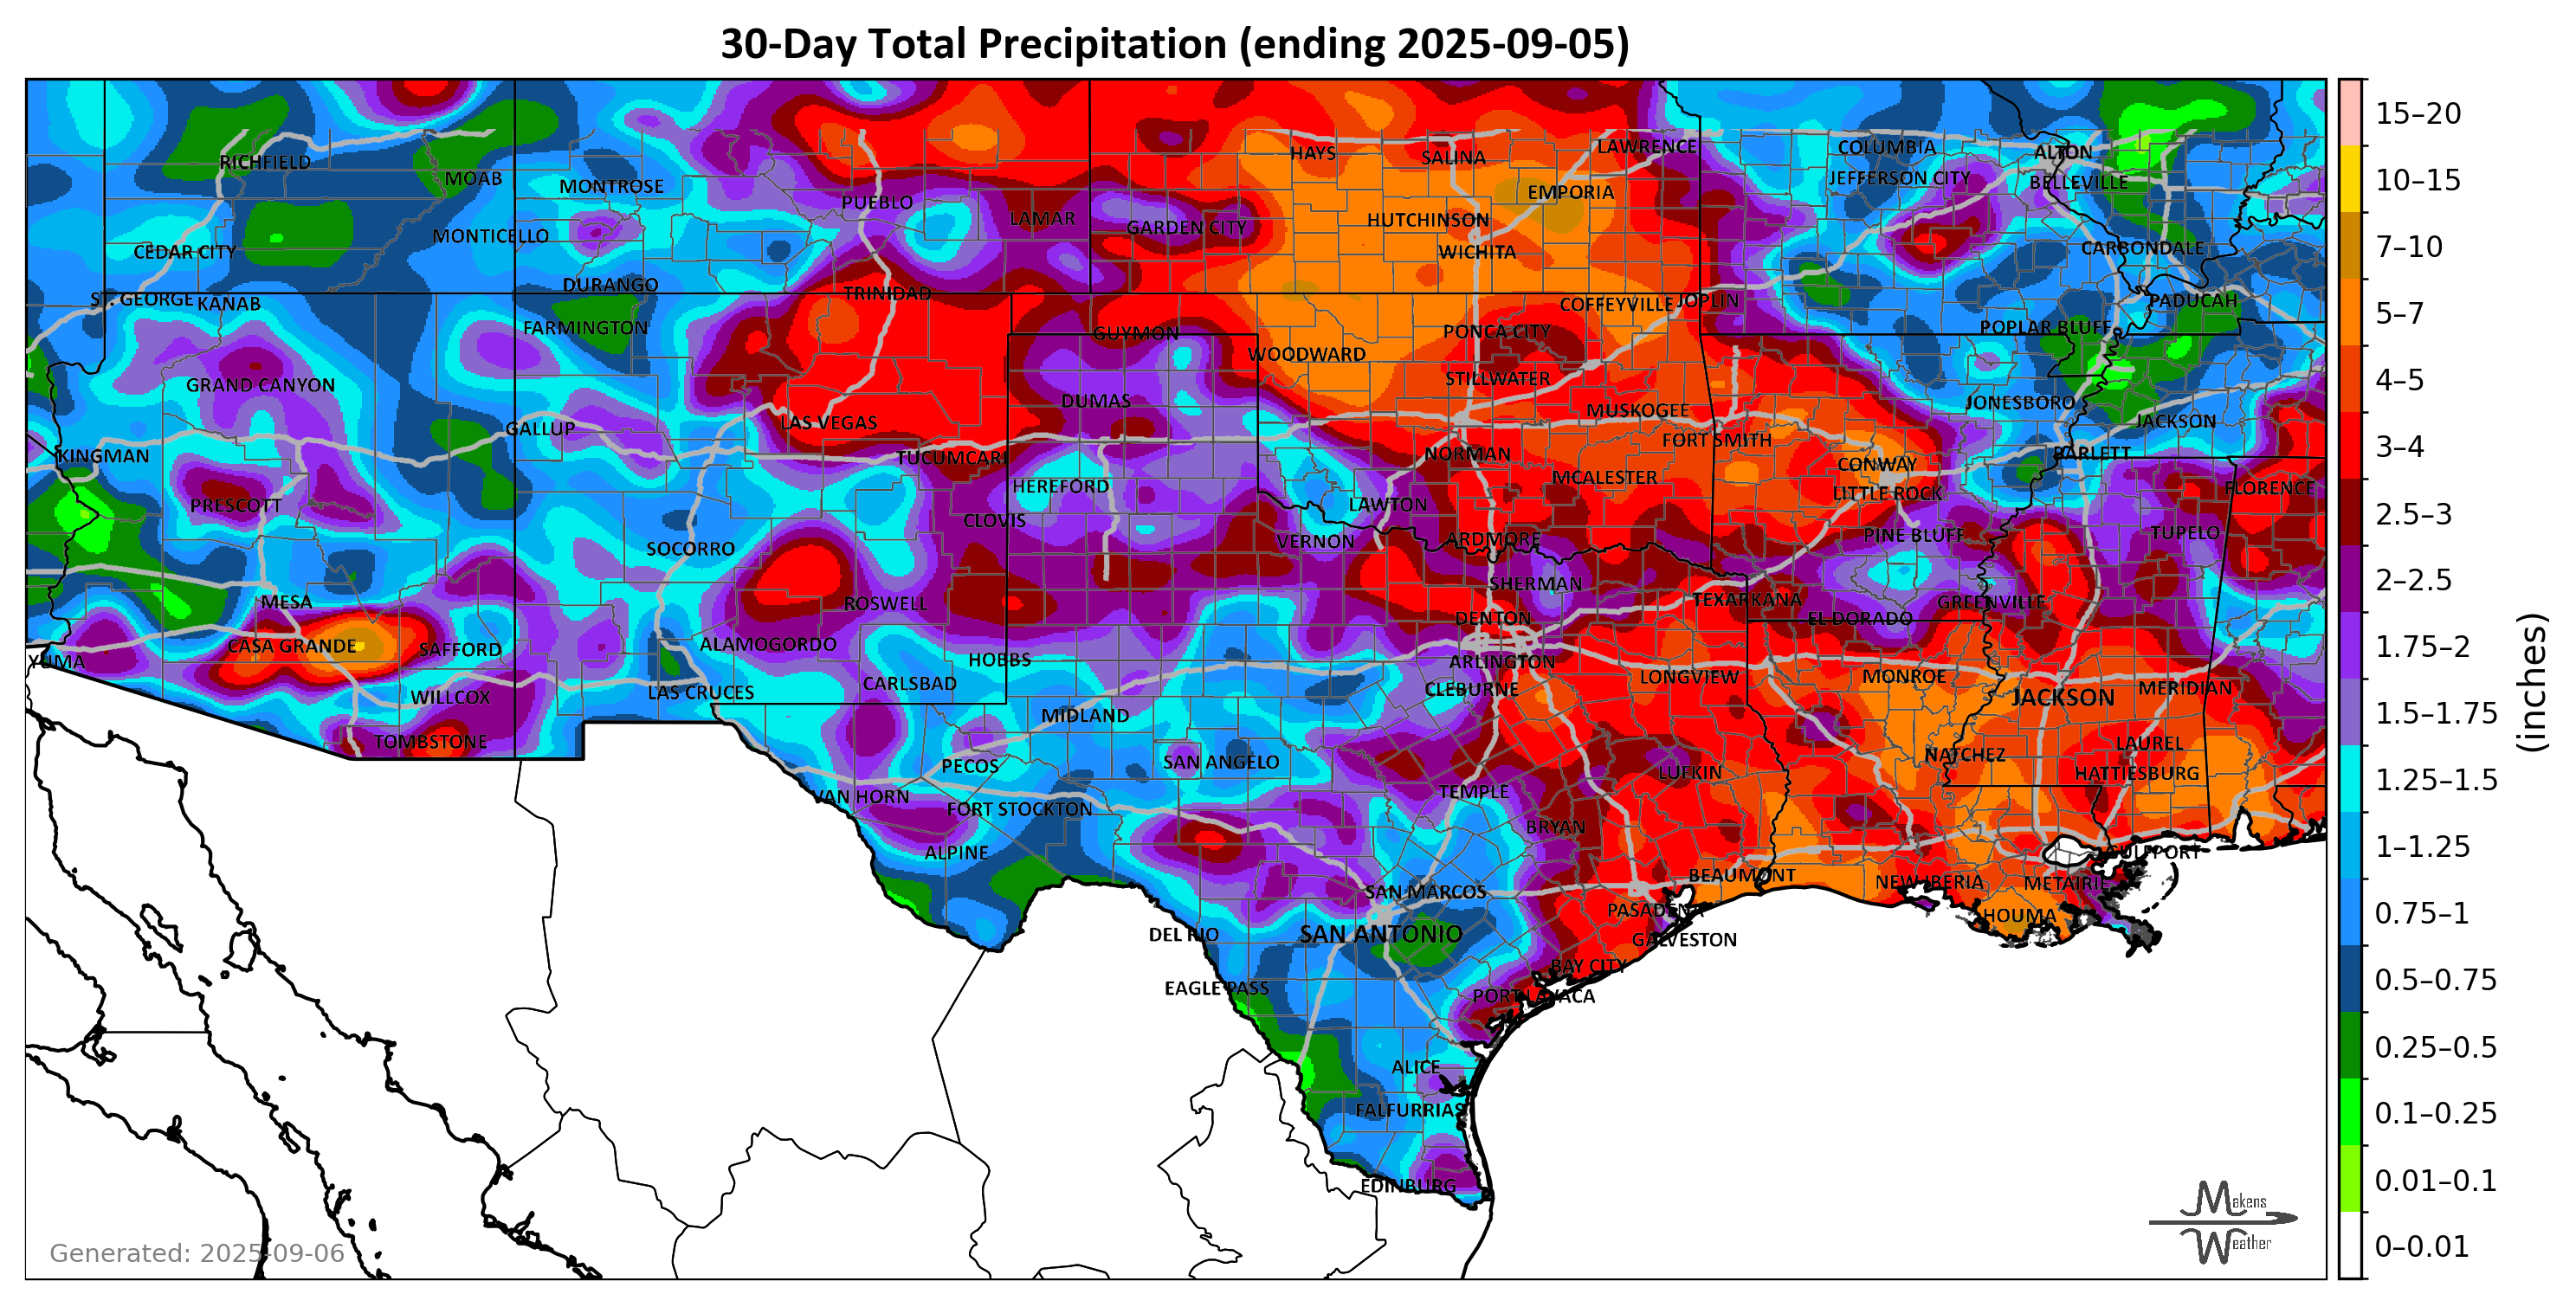 30-Day Total Precipitation (ending 2025-09-05)
HAYS
SALINA
LAWRENCE
COLUMBIA
ALTON
RICHFIELD
MOAB
MONTROSE
JEFFERSON CITY
BELLEVILLE
EMPORIA
PUEBLO
LAMAR
GARDEN CITY
HUTCHINSON
MONTICELLO
CEDAR CITY
WICHITA
CARBONDALE
DURANGO
TRINIDAD
ST. GEORGE
KANAB
COFFEYVILLE
JOPLIN
PADUCAH
FARMINGTON
GUYMON
PONCA CITY
POPLAR BLUFF
WOODWARD
GRAND CANYON
STILLWATER
DUMAS
MUSKOGEE
JONESBORO
JACKSON
GALLUP
LAS VEGAS
FORT SMITH
KINGMAN
TUCUMCARI
NORMAN
BARLETT
CONWAY
HEREFORD
MCALESTER
LITTLE ROCK
FLORENCE
PRESCOTT
LAWTON
CLOVIS
PINE BLUFF
TUPELO
SOCORRO
VERNON
ARDMORE
SHERMAN
MESA
ROSWELL
TEXARKANA
GREENVILLE
DENTON
EL DORADO
CASA GRANDE
SAFFORD
ALAMOGORDO
YUMA
HOBBS
ARLINGTON
CARLSBAD
CLEBURNE
LONGVIEW
MONROE
MERIDIAN
WILLCOX
LAS CRUCES
JACKSON
MIDLAND
TOMBSTONE
LAUREL
NATCHEZ
PECOS
SAN ANGELO
LUFKIN
HATTIESBURG
VAN HORN
FORT STOCKTON
TEMPLE
BRYAN
ALPINE
GULFPORT
BEAUMONT
NEW IBERIA
METAIRIE
SAN MARCOS
PASADENA
HOUMA
DEL RIO
SAN ANTONIO
GALVESTON
BAY CITY
EAGLE PASS
PORT LAVACA
ALICE
FALFURRIAS
EDINBURG
Generated: 2025-09-06
Makens
Weather
15–20
10–15
7–10
5–7
4–5
3–4
2.5–3
2–2.5
1.75–2
1.5–1.75
1.25–1.5
1–1.25
0.75–1
0.5–0.75
0.25–0.5
0.1–0.25
0.01–0.1
0–0.01
(inches)